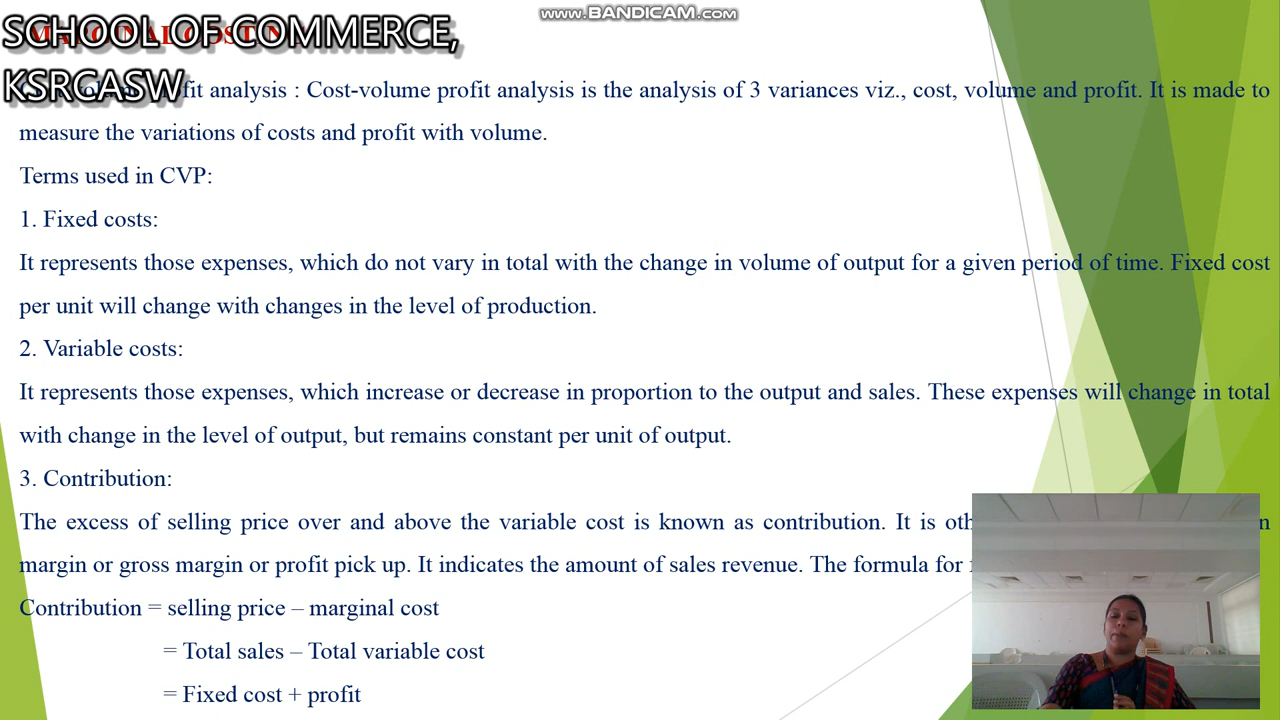 www.BANDICAM.com
SCHOOL OF COMMERCE,
KSRCASW
fit analysis : Cost-volume profit analysis is the analysis of 3 variances viz., cost, volume and profit. It is made to
measure the variations of costs and profit with volume.
Terms used in CVP:
1. Fixed costs:
It represents those expenses, which do not vary in total with the change in volume of output for a given period of time. Fixed cost
per unit will change with changes in the level of production.
2. Variable costs:
It represents those expenses, which increase or decrease in proportion to the output and sales. These expenses will change in total
with change in the level of output, but remains constant per unit of output.
3. Contribution:
The excess of selling price over and above the variable cost is known as contribution. It is
margin or gross margin or profit pick up. It indicates the amount of sales revenue. The formula for
Contribution = selling price – marginal cost
= Total sales – Total variable cost
= Fixed cost + profit